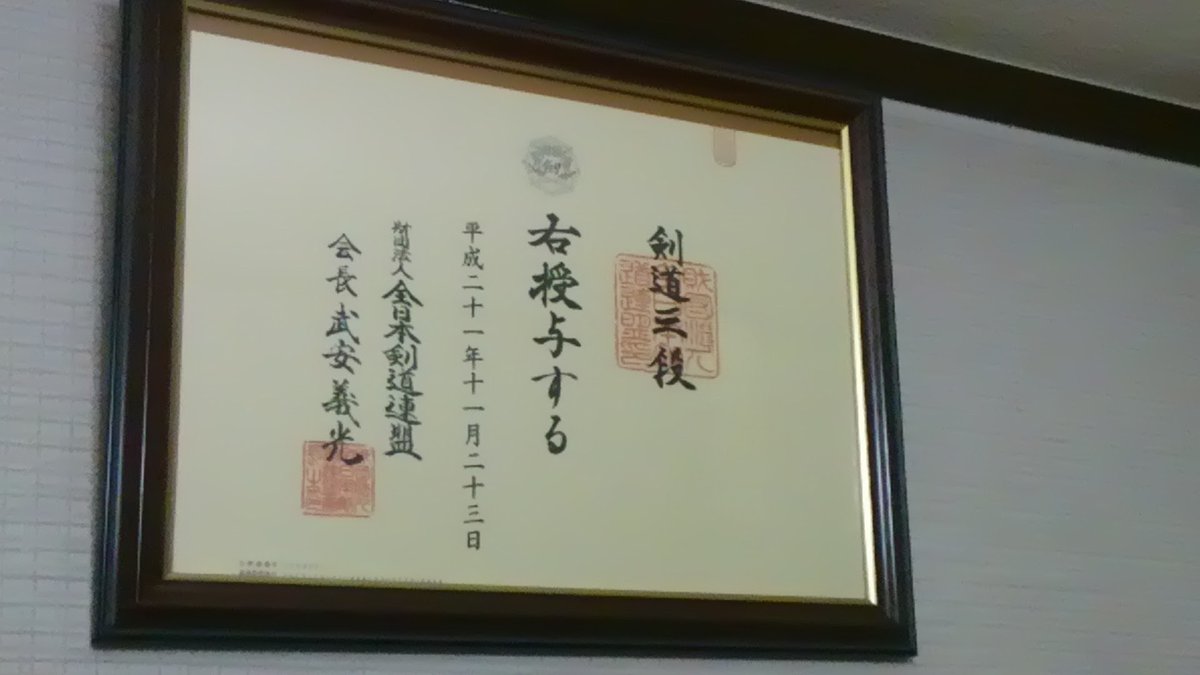 剣道三段
右授与する
平成二十一年十一月二十三日
財団法人全日本剣道連盟
会長武安義光